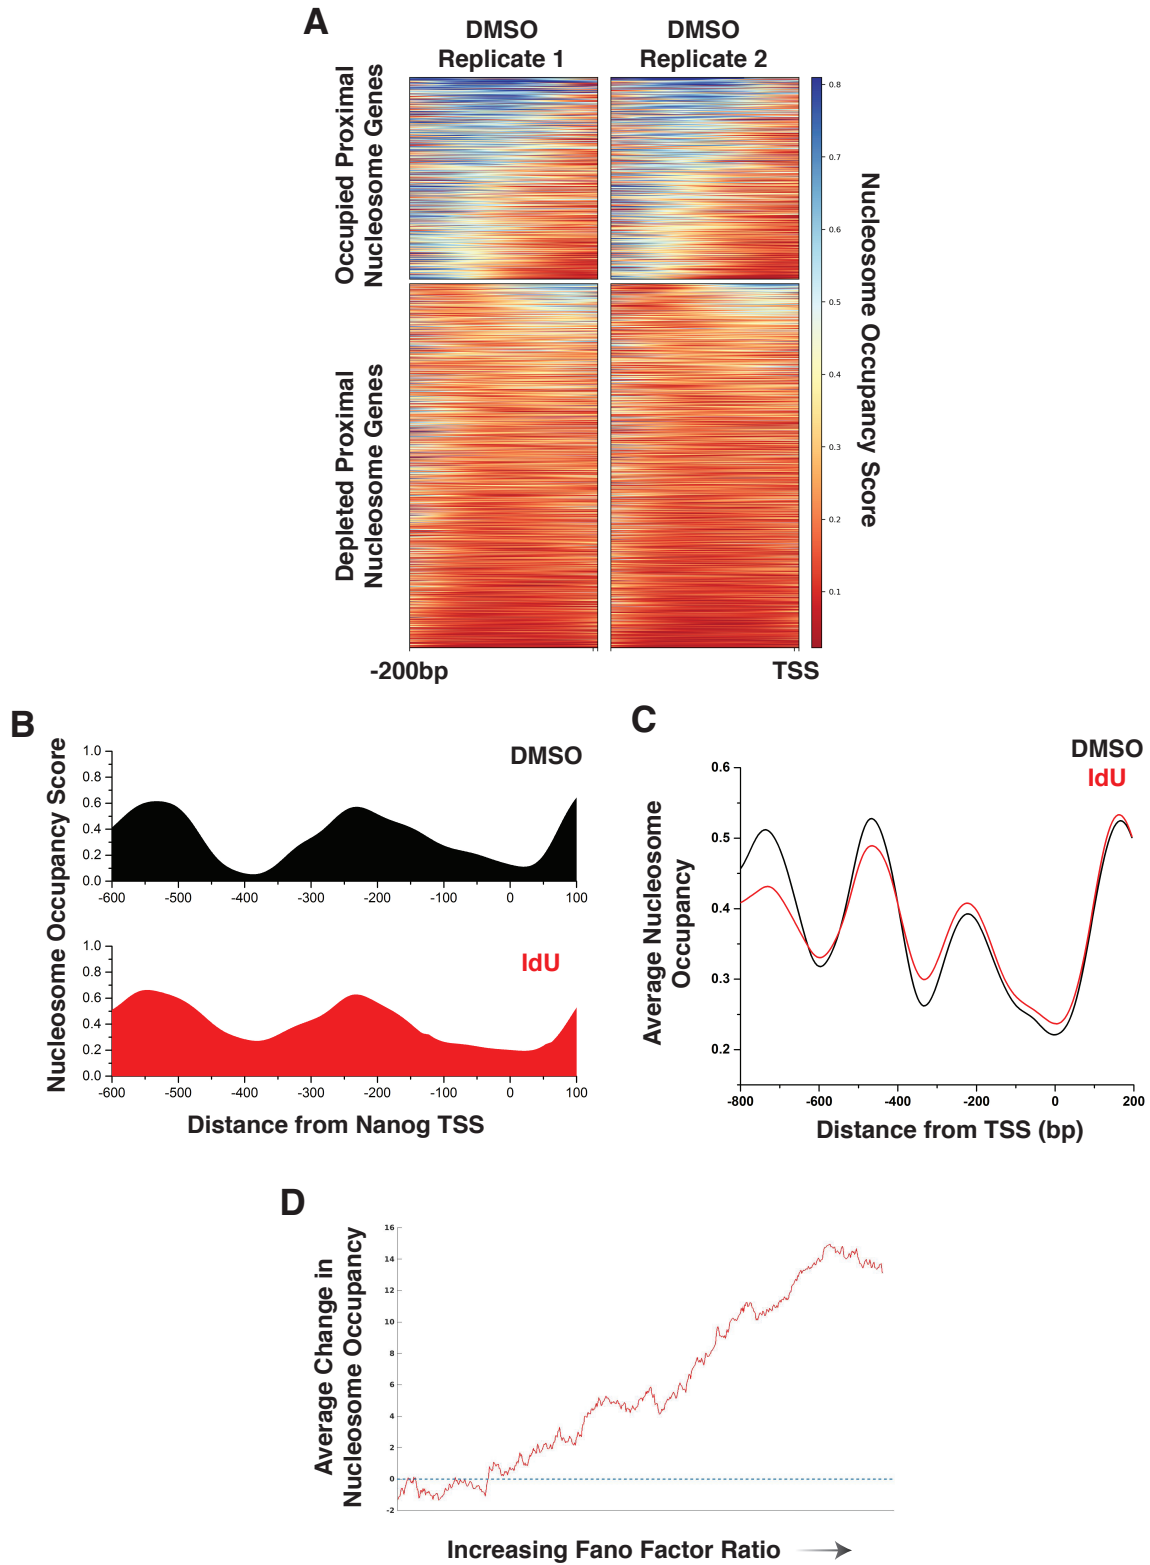 A
DMSO
Replicate 1
DMSO
Replicate 2
Occupied Proximal
Nucleosome Genes
Depleted Proximal
Nucleosome Genes
0.8
0.7
0.6
0.5
0.4
0.3
0.2
0.1
Nucleosome Occupancy Score
-200bp
TSS
B
Nucleosome Occupancy Score
DMSO
1.0
0.8
0.6
0.4
0.2
0.0
-600 -500 -400 -300 -200 -100 0 100
IdU
1.0
0.8
0.6
0.4
0.2
0.0
-600 -500 -400 -300 -200 -100 0 100
Distance from Nanog TSS
C
DMSO
IdU
Average Nucleosome
Occupancy
0.6
0.5
0.4
0.3
0.2
-800 -600 -400 -200 0 200
Distance from TSS (bp)
D
Average Change in
Nucleosome Occupancy
16
14
12
10
8
6
4
2
0
-2
Increasing Fano Factor Ratio